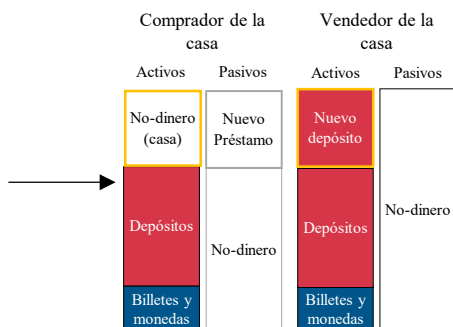 Comprador de la
casa
Vendedor de la
casa
Activos
Pasivos
Activos
Pasivos
No-dinero
(casa)
Nuevo
Préstamo
Nuevo
depósito
Depósitos
No-dinero
Depósitos
No-dinero
Billetes y
monedas
Billetes y
monedas